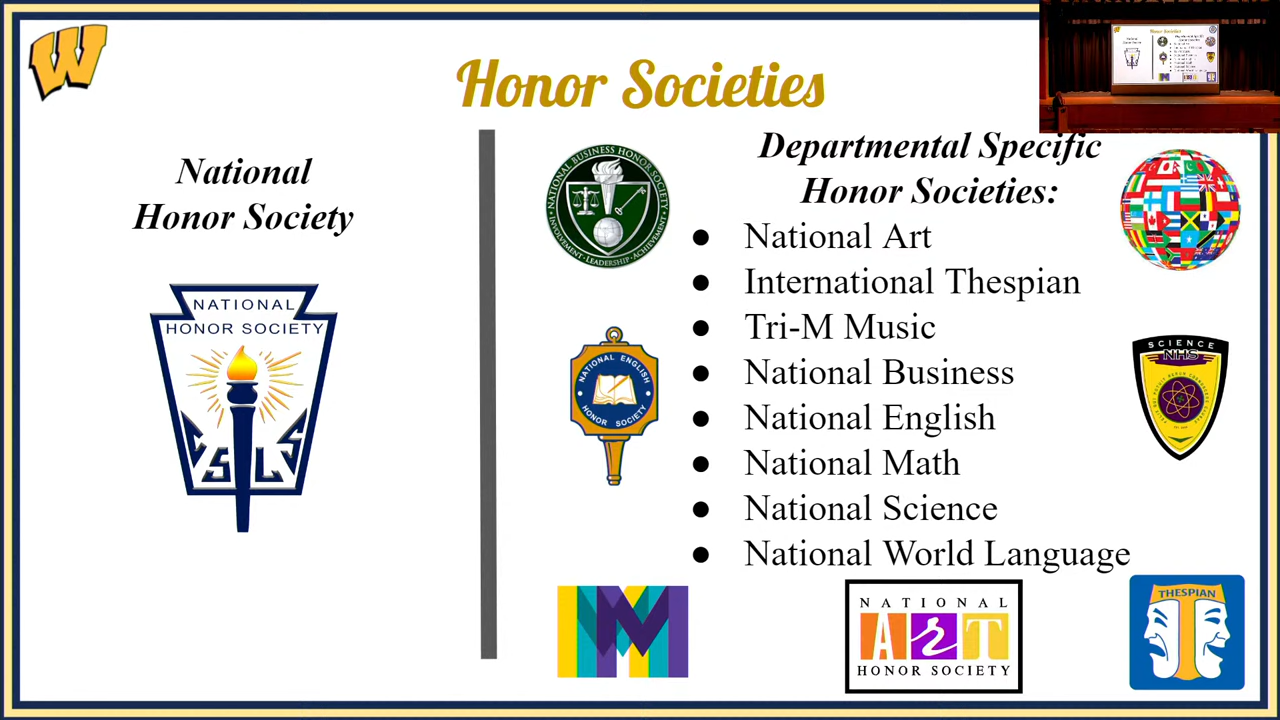 W
Honor Societies
National
Honor Society
NATIONAL
HONOR SOCIETY
CSLS
Departmental Specific
Honor Societies:
● National Art
● International Thespian
● Tri-M Music
● National Business
● National English
● National Math
● National Science
● National World Language
NATIONAL BUSINESS HONOR SOCIETY
INVOLVEMENT · LEADERSHIP · ACHIEVEMENT
NATIONAL ENGLISH
HONOR SOCIETY
SCIENCE
NHS
NATIONAL
ArT
HONOR SOCIETY
THESPIAN